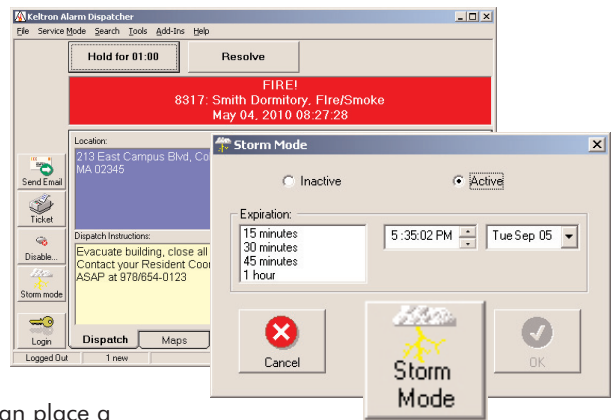 Keltron Alarm Dispatcher
File Service Mode Search Tools Add-Ins Help
Hold for 01:00 Resolve
FIRE!
8317: Smith Dormitory, FIre/Smoke
May 04, 2010 08:27:28
Location:
213 East Campus Blvd, Co
MA 02345
Send Email
Ticket
Disable...
Storm mode
Login
Dispatch Instructions:
Evacuate building, close all
Contact your Resident Coor
ASAP at 978/654-0123
Dispatch Maps
Logged Out 1 new
Storm Mode
Inactive Active
Expiration:
15 minutes
30 minutes
45 minutes
1 hour
5:35:02 PM Tue Sep 05
Cancel
Storm
Mode
OK
an place a